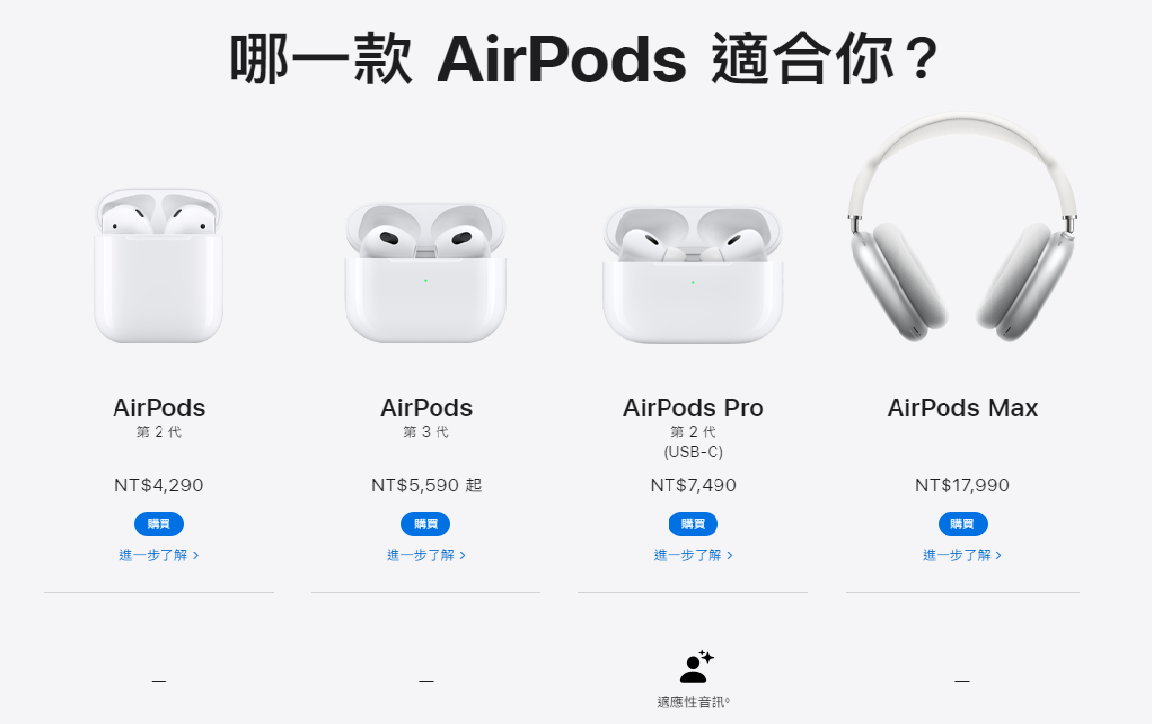 哪一款 AirPods 適合你？
AirPods
第 2 代
NT$4,290
購買
進一步了解 >
AirPods
第 3 代
NT$5,590 起
購買
進一步了解 >
AirPods Pro
第 2 代
(USB-C)
NT$7,490
購買
進一步了解 >
AirPods Max
NT$17,990
購買
進一步了解 >
—
—
適應性音訊⁶
—